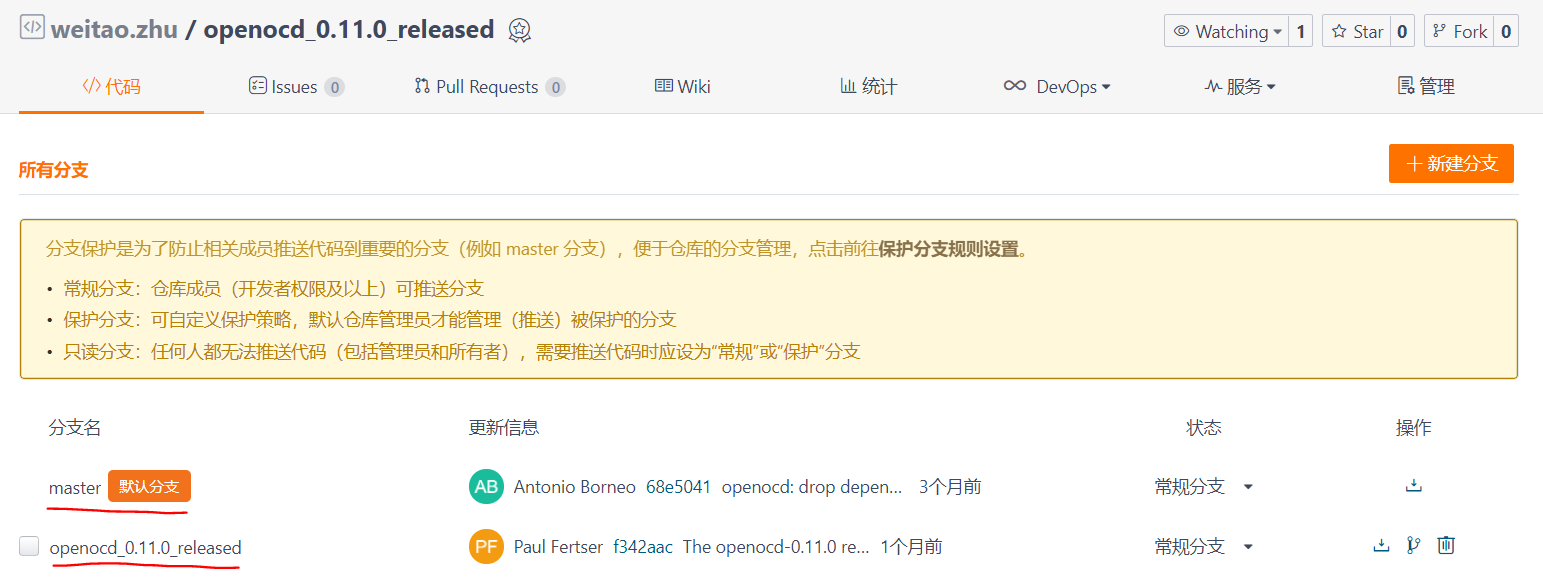 weitao.zhu / openocd_0.11.0_released
Watching 1 Star 0 Fork 0
代码 Issues 0 Pull Requests 0 Wiki 统计 DevOps 服务 管理
所有分支
新建分支
分支保护是为了防止相关成员推送代码到重要的分支（例如 master 分支），便于仓库的分支管理，点击前往保护分支规则设置。
• 常规分支：仓库成员（开发者权限及以上）可推送分支
• 保护分支：可自定义保护策略，默认仓库管理员才能管理（推送）被保护的分支
• 只读分支：任何人都无法推送代码（包括管理员和所有者），需要推送代码时应设为“常规”或“保护”分支
分支名 更新信息 状态 操作
master 默认分支 AB Antonio Borneo 68e5041 openocd: drop depen... 3个月前 常规分支
openocd_0.11.0_released PF Paul Fertser f342aac The openocd-0.11.0 re... 1个月前 常规分支